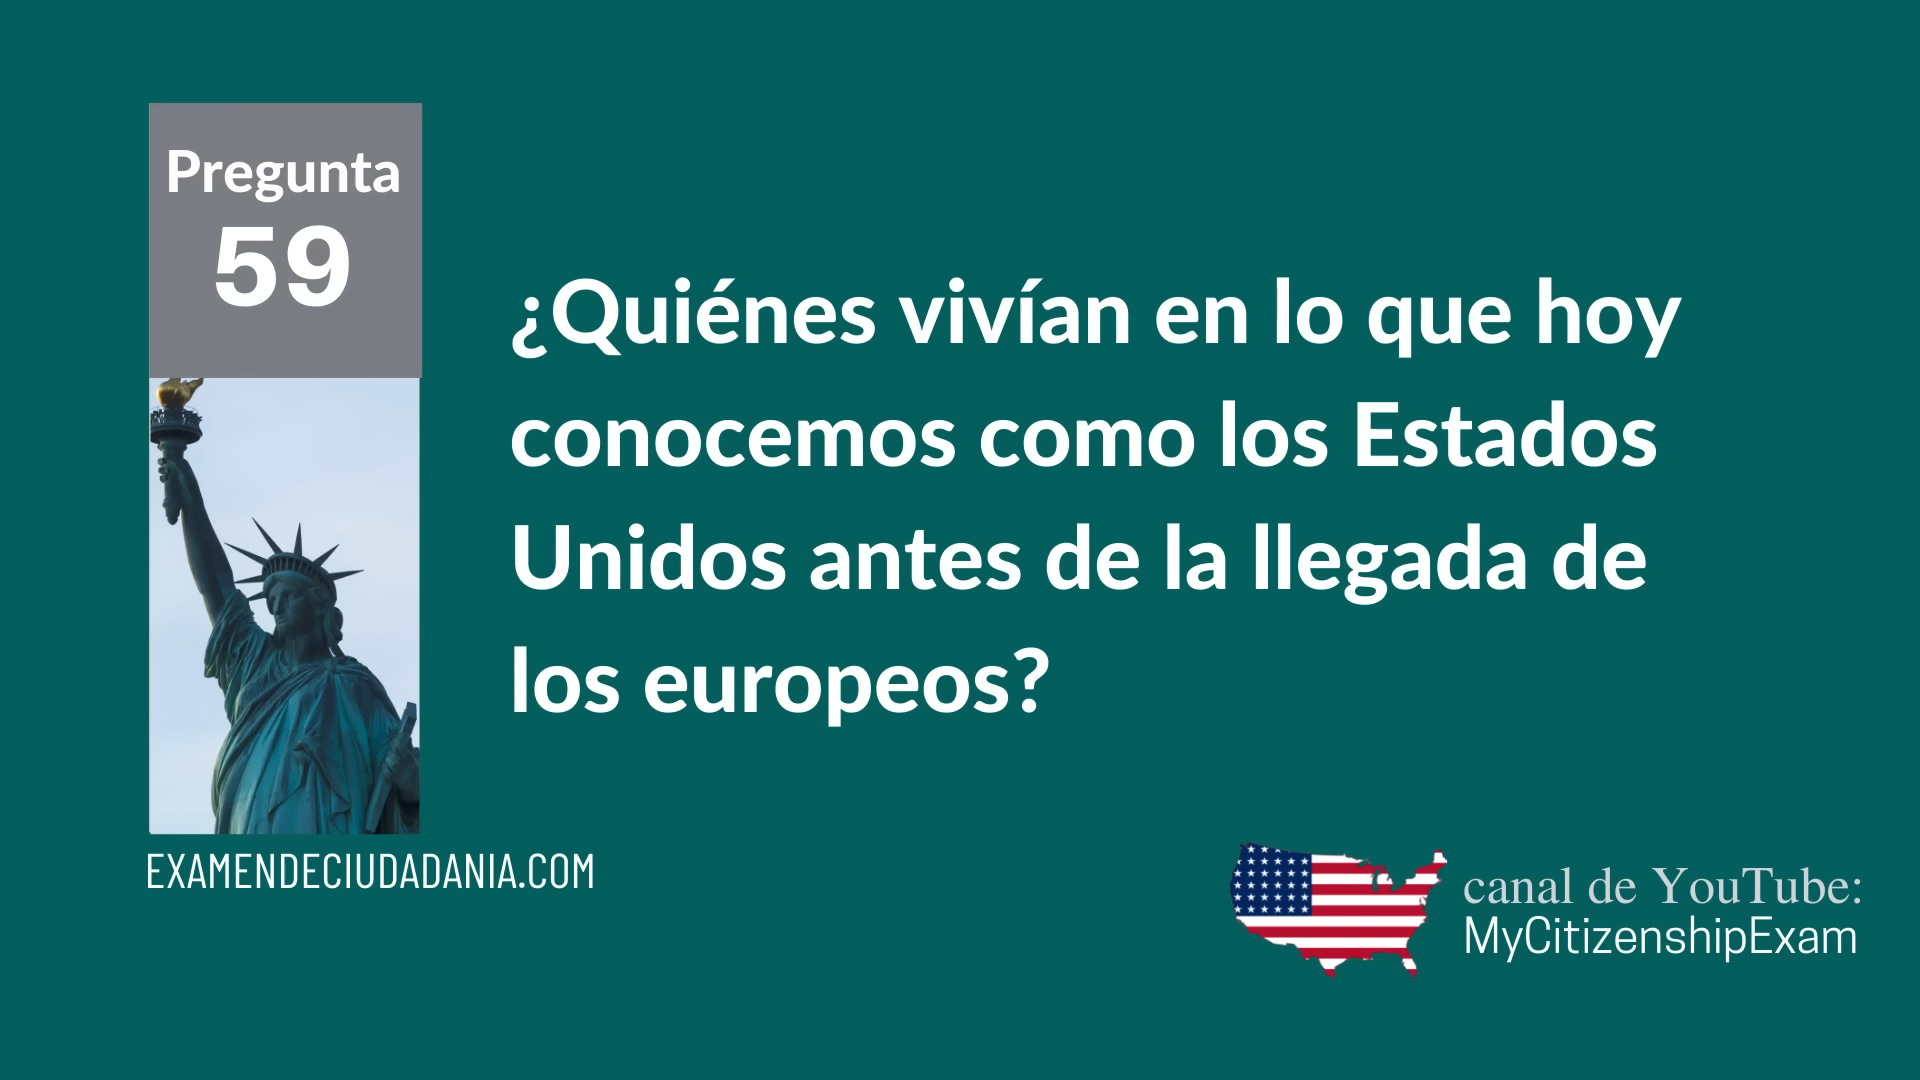 Pregunta
59
¿Quiénes vivían en lo que hoy
conocemos como los Estados
Unidos antes de la llegada de
los europeos?
EXAMENDECIUDADANIA.COM
canal de YouTube:
MyCitizenshipExam